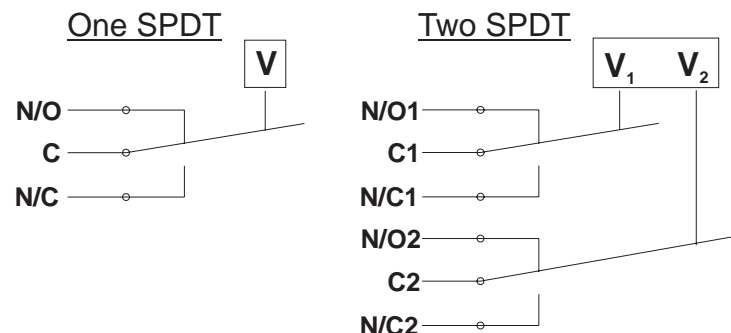 One SPDT
V
N/O
C
N/C
Two SPDT
V₁ V₂
N/O1
C1
N/C1
N/O2
C2
N/C2